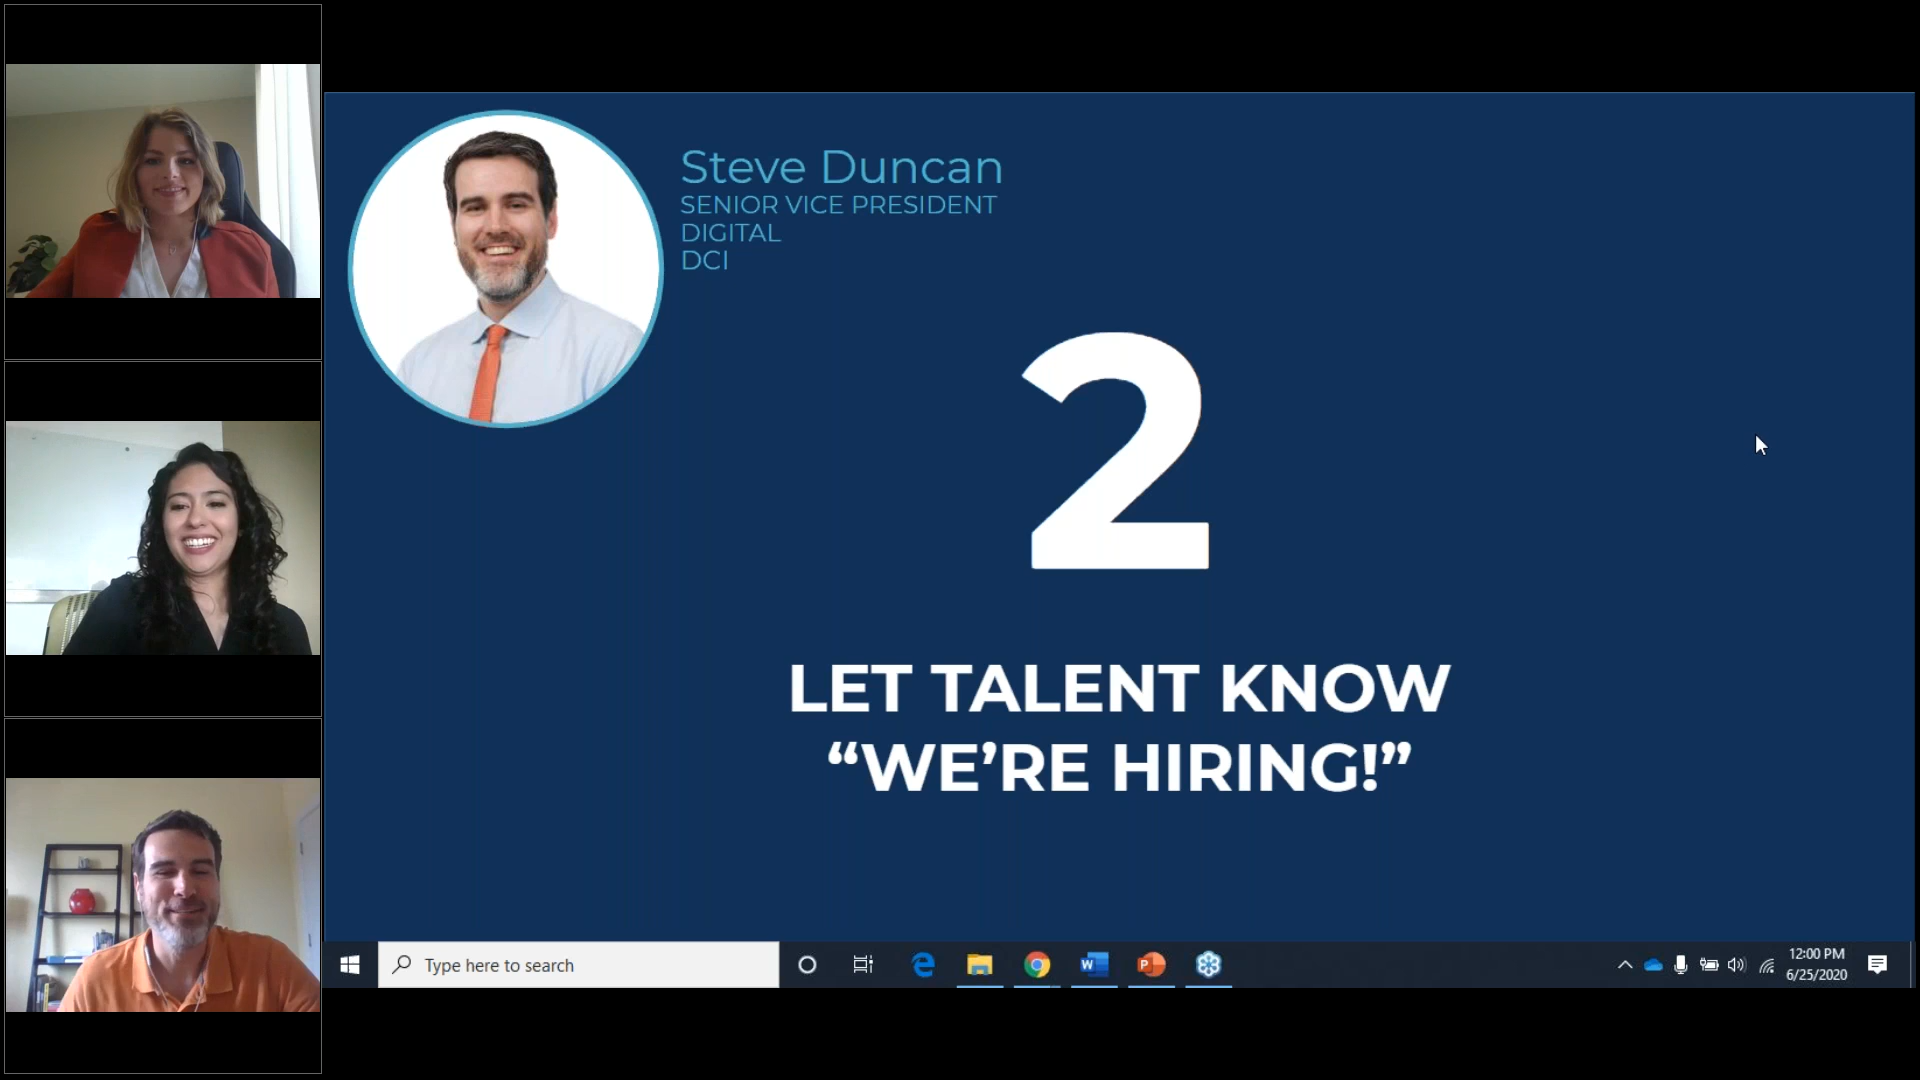 Steve Duncan
SENIOR VICE PRESIDENT
DIGITAL
DCI
2
LET TALENT KNOW
“WE’RE HIRING!”
Type here to search
W
P
12:00 PM
6/25/2020